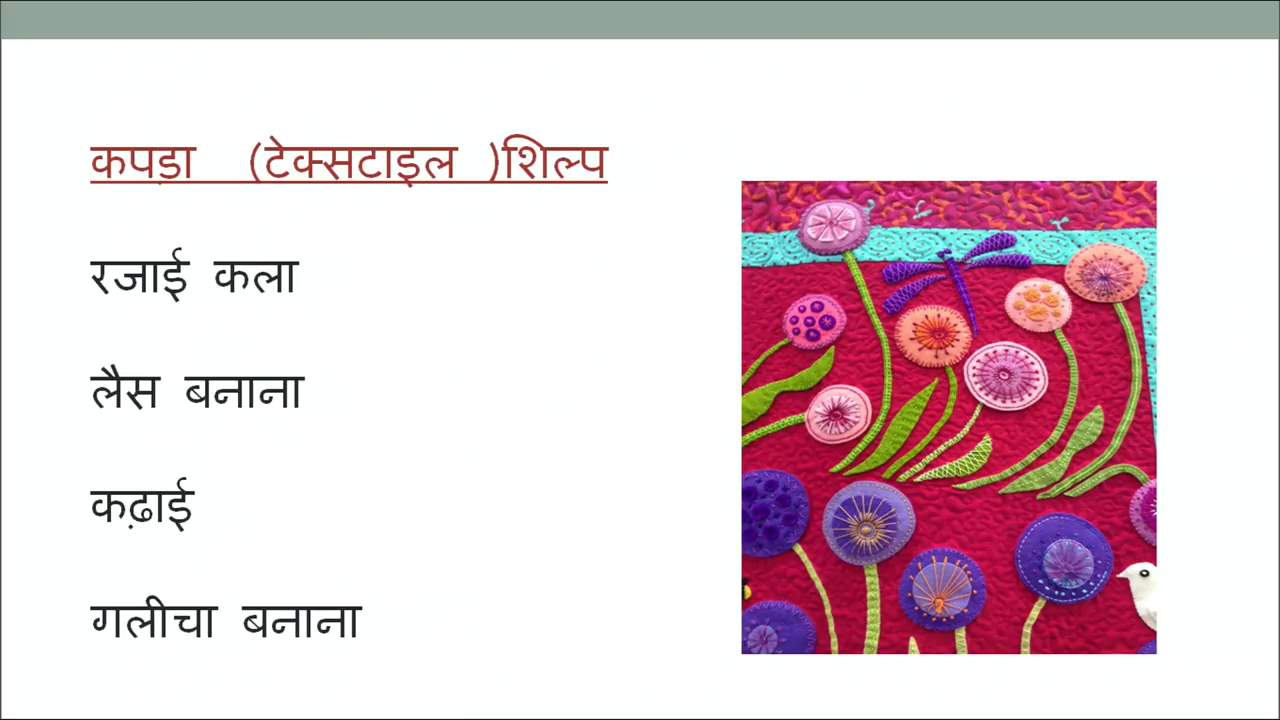 कपड़ा (टेक्सटाइल )शिल्प
रजाई कला
लैस बनाना
कढ़ाई
गलीचा बनाना